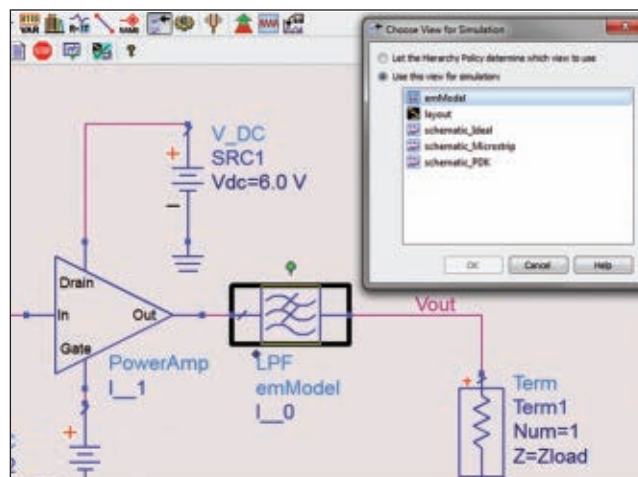 VAR
NAME
Choose View for Simulation
Let the Hierarchy Policy determine which view to use
Use this view for simulation:
emModel
layout
schematic_Ideal
schematic_Microstrip
schematic_PDK
OK
Cancel
Help
V_DC
SRC1
Vdc=6.0 V
Drain
In
Out
Gate
PowerAmp
I__1
LPF
emModel
I__0
Vout
Term
Term1
Num=1
Z=Zload